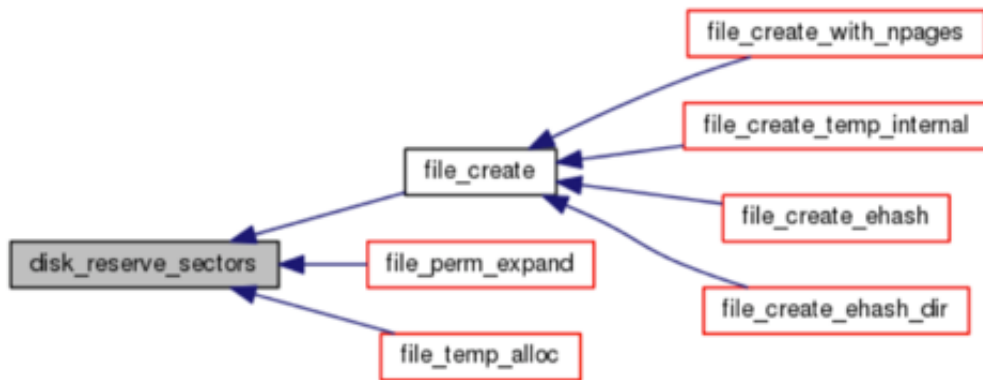 file_create_with_npages
file_create_temp_internal
file_create
file_create_ehash
disk_reserve_sectors
file_perm_expand
file_create_ehash_dir
file_temp_alloc